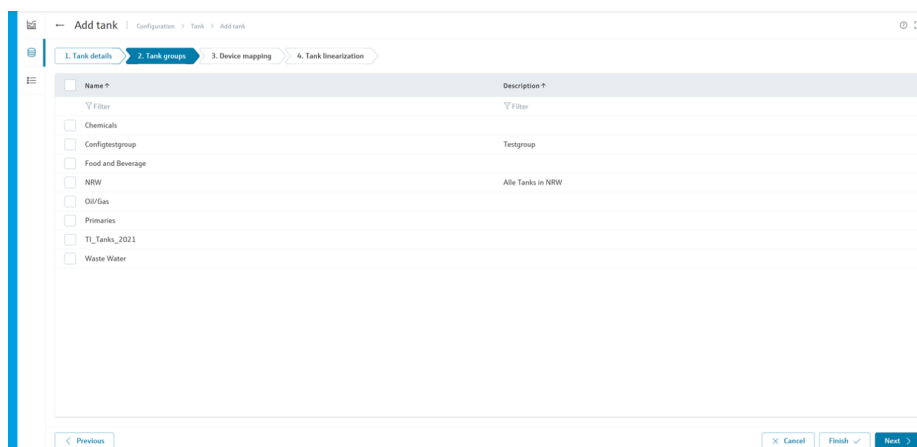 ← Add tank | Configuration > Tank > Add tank
1. Tank details 2. Tank groups 3. Device mapping 4. Tank linearization
Name ↑ Description ↑
Filter Filter
Chemicals
Configtestgroup Testgroup
Food and Beverage
NRW Alle Tanks in NRW
Oil/Gas
Primaries
TI_Tanks_2021
Waste Water
< Previous × Cancel Finish ✓ Next >